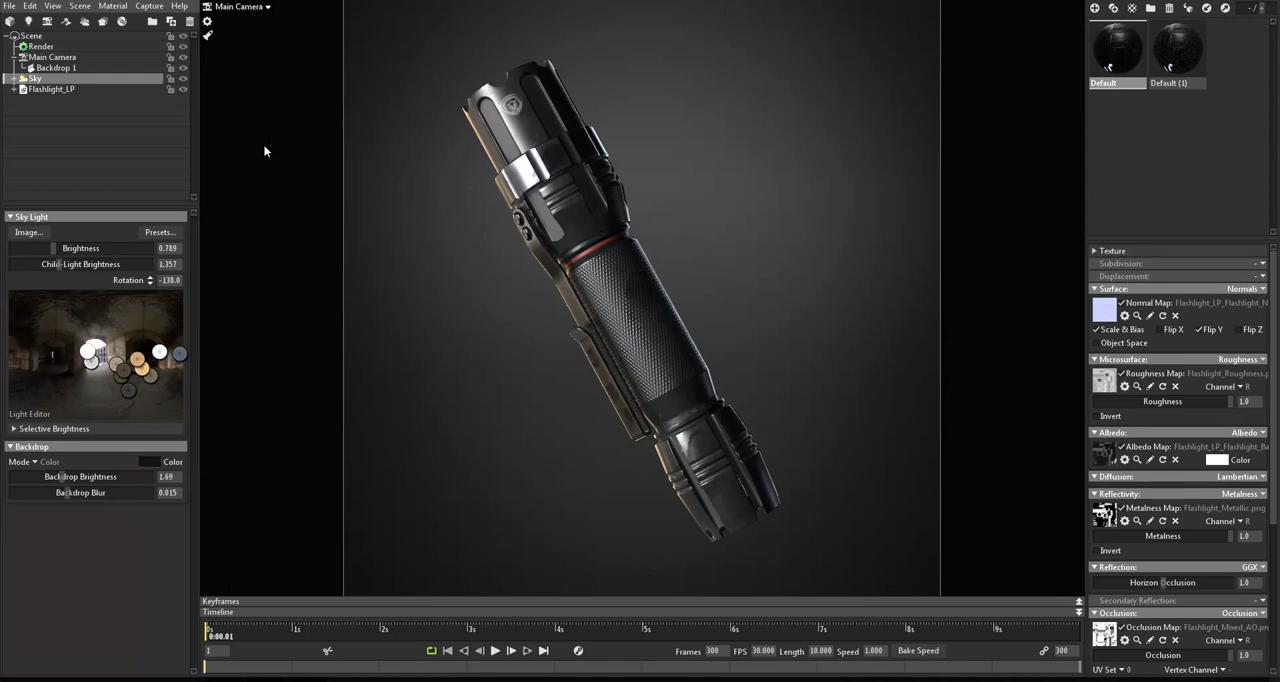 File Edit View Scene Material Capture Help
Main Camera
-/
Scene
Render
Main Camera
Backdrop 1
Sky
Flashlight_LP
Default
Default (1)
Sky Light
Image...
Presets...
Brightness 0.789
Child-Light Brightness 1.357
Rotation -138.0
Light Editor
Selective Brightness
Backdrop
Mode Color Color
Backdrop Brightness 1.69
Backdrop Blur 0.015
Texture
Subdivision: -
Displacement: -
Surface: Normals
Normal Map: Flashlight_LP_Flashlight_N
Scale & Bias Flip X Flip Y Flip Z
Object Space
Microsurface: Roughness
Roughness Map: Flashlight_Roughness.p
Channel R
Roughness 1.0
Invert
Albedo: Albedo
Albedo Map: Flashlight_LP_Flashlight_Ba
Color
Diffusion: Lambertian
Reflectivity: Metalness
Metalness Map: Flashlight_Metallic.png
Channel R
Metalness 1.0
Invert
Reflection: GGX
Horizon Occlusion 1.0
Secondary Reflection: -
Occlusion: Occlusion
Occlusion Map: Flashlight_Mixed_AO.pn
Channel R
Occlusion 1.0
UV Set 0 Vertex Channel -
Keyframes
Timeline
0s 1s 2s 3s 4s 5s 6s 7s 8s 9s
0:00.01
1 Frames 300 FPS 30.000 Length 10.000 Speed 1.000 Bake Speed 300